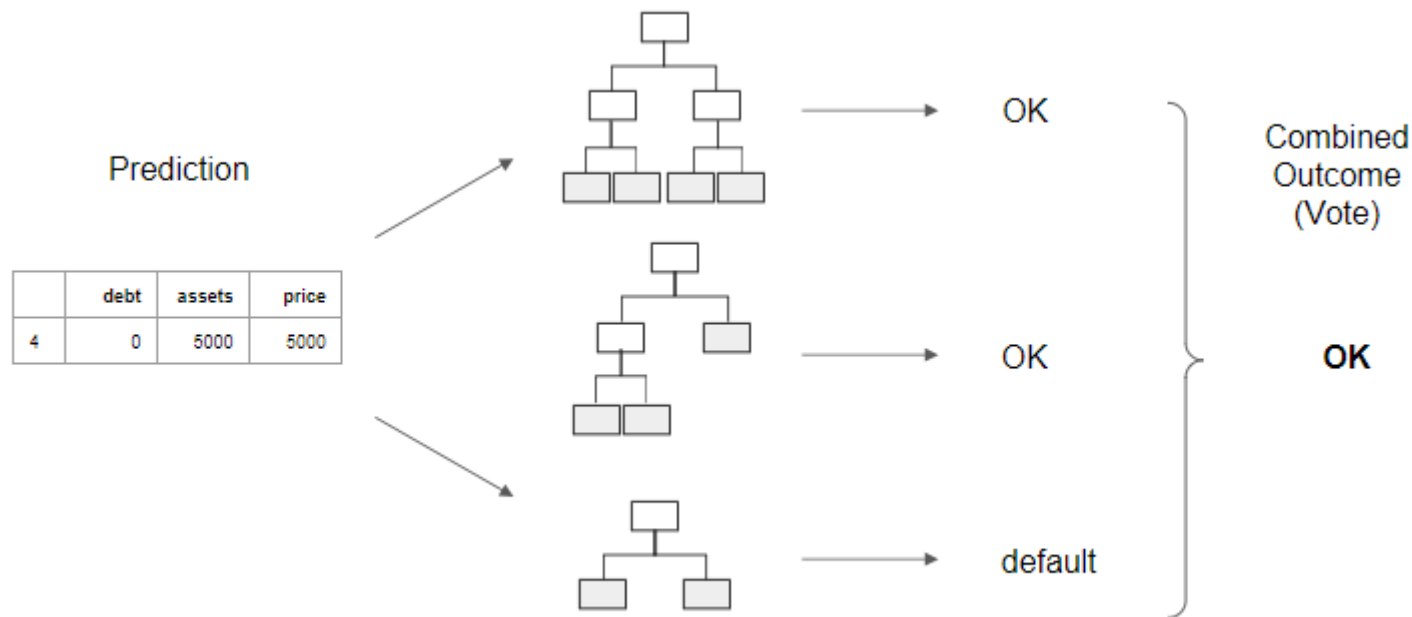 Prediction
debt assets price
4 0 5000 5000
OK
OK
default
Combined
Outcome
(Vote)
OK